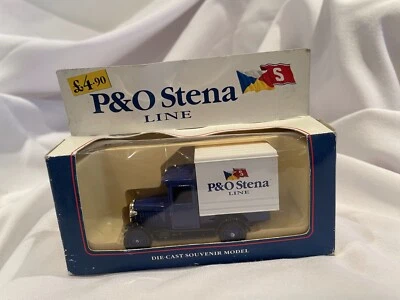 £4.90
P&O Stena
LINE
S
P&O Stena
LINE
DIE CAST SOUVENIR MODEL